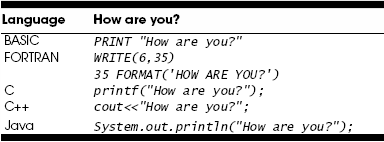 Language How are you?
BASIC PRINT "How are you?"
FORTRAN WRITE(6,35)
35 FORMAT('HOW ARE YOU?')
C printf("How are you?");
C++ cout<<"How are you?";
Java System.out.println("How are you?");